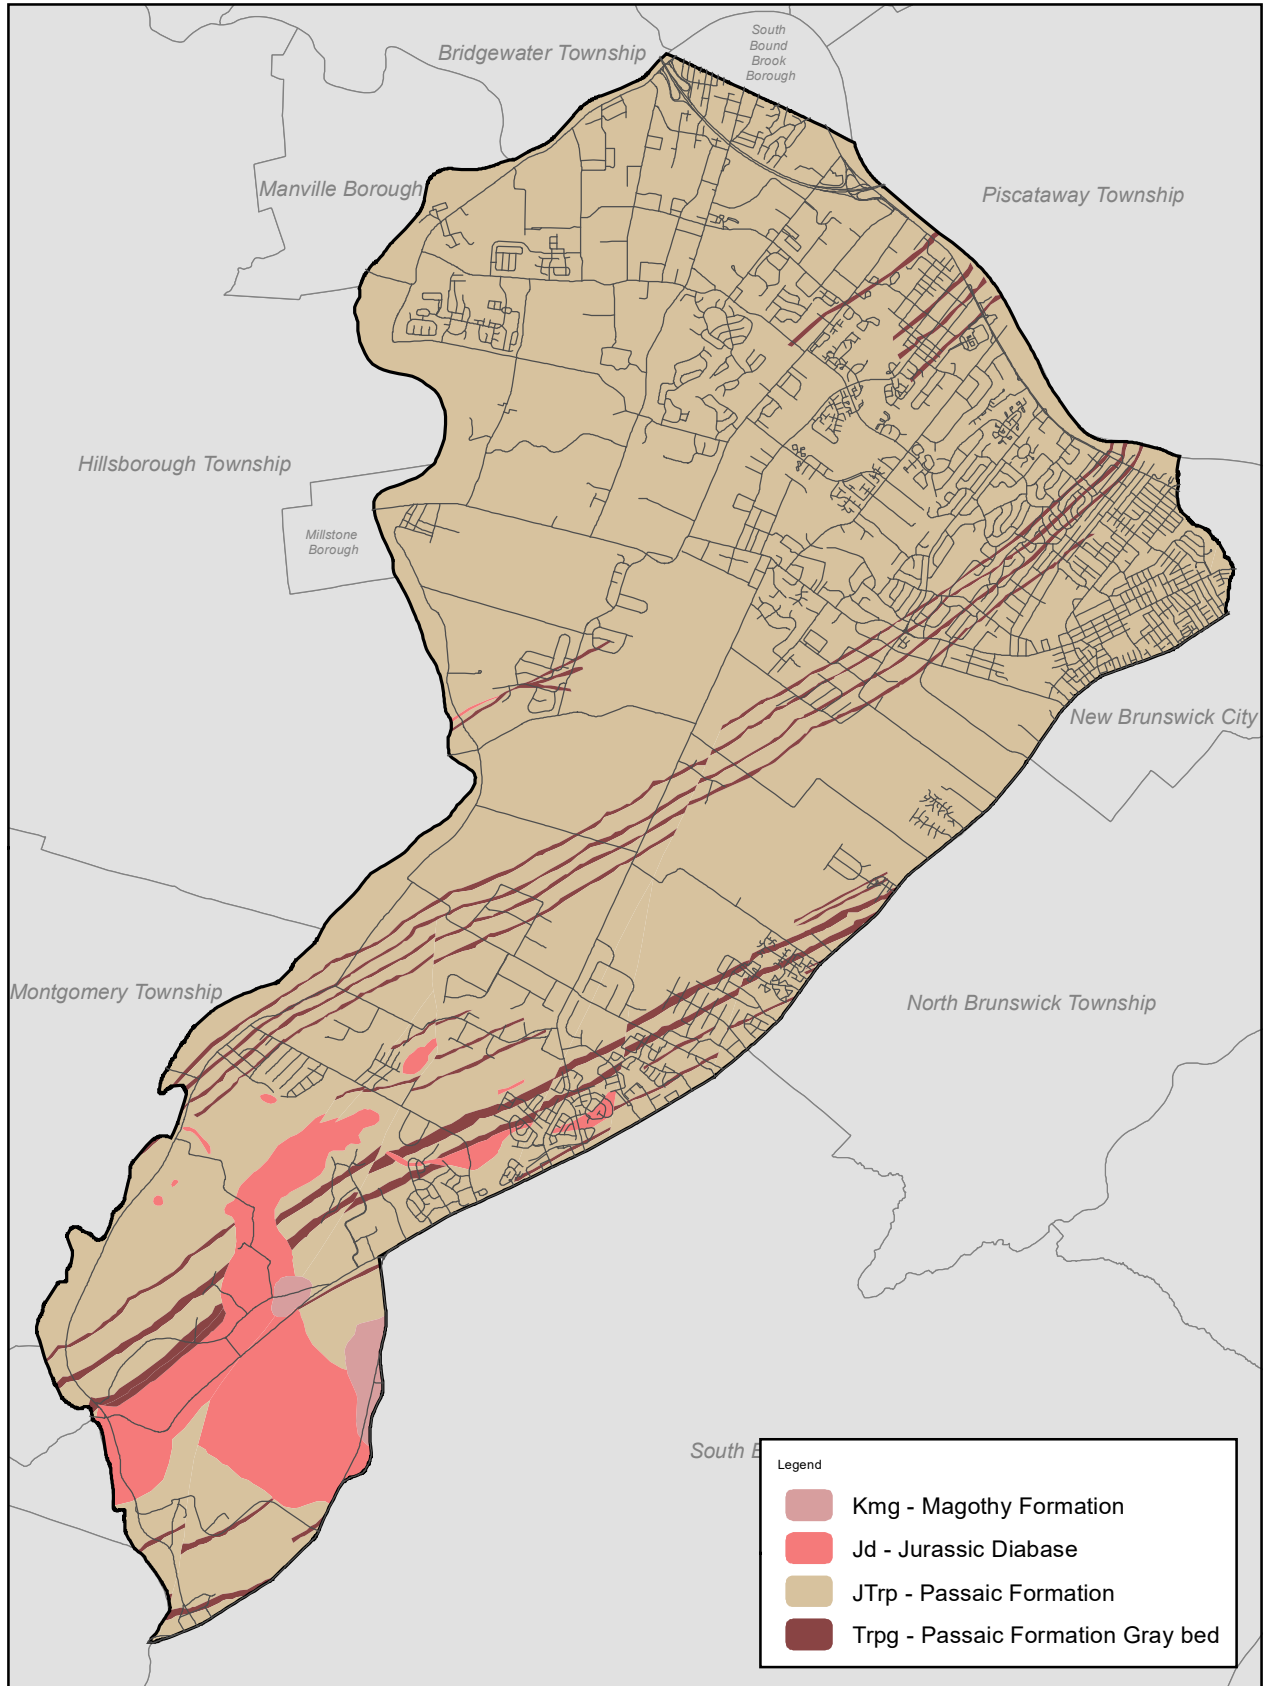 Bridgewater Township
South
Bound
Brook
Borough
Manville Borough
Piscataway Township
Hillsborough Township
Millstone
Borough
New Brunswick City
Montgomery Township
North Brunswick Township
South B
Legend
Kmg - Magothy Formation
Jd - Jurassic Diabase
JTrp - Passaic Formation
Trpg - Passaic Formation Gray bed